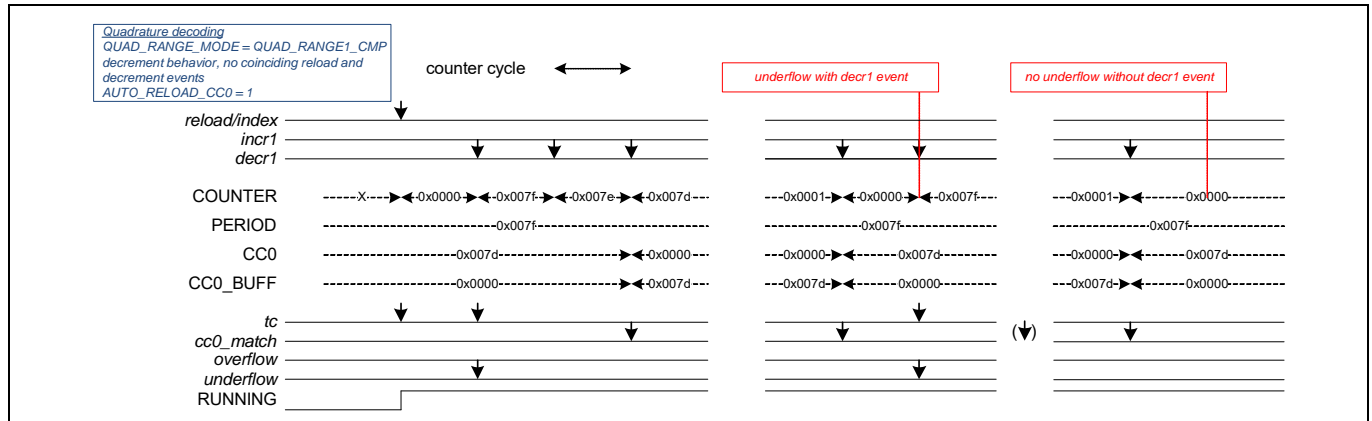 Quadrature decoding
QUAD_RANGE_MODE = QUAD_RANGE1_CMP
decrement behavior, no coinciding reload and
decrement events
AUTO_RELOAD_CC0 = 1
counter cycle
underflow with decr1 event
no underflow without decr1 event
reload/index
incr1
decr1
COUNTER X 0x0000 0x007f 0x007e 0x007d 0x0001 0x0000 0x007f 0x0001 0x0000
PERIOD 0x007f 0x007f 0x007f
CC0 0x007d 0x0000 0x0000 0x007d 0x0000 0x007d
CC0_BUFF 0x0000 0x007d 0x007d 0x0000 0x007d 0x0000
tc
cc0_match
( )
overflow
underflow
RUNNING